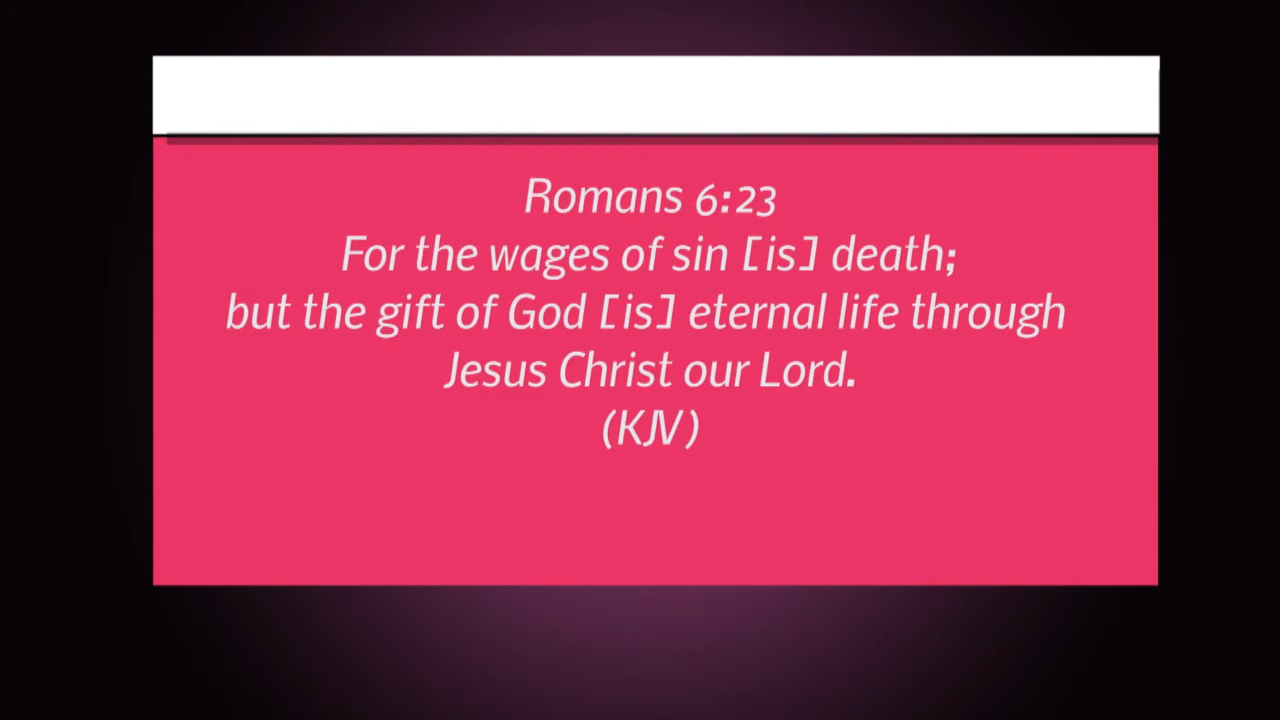 Romans 6:23
For the wages of sin [is] death;
but the gift of God [is] eternal life through
Jesus Christ our Lord.
(KJV)